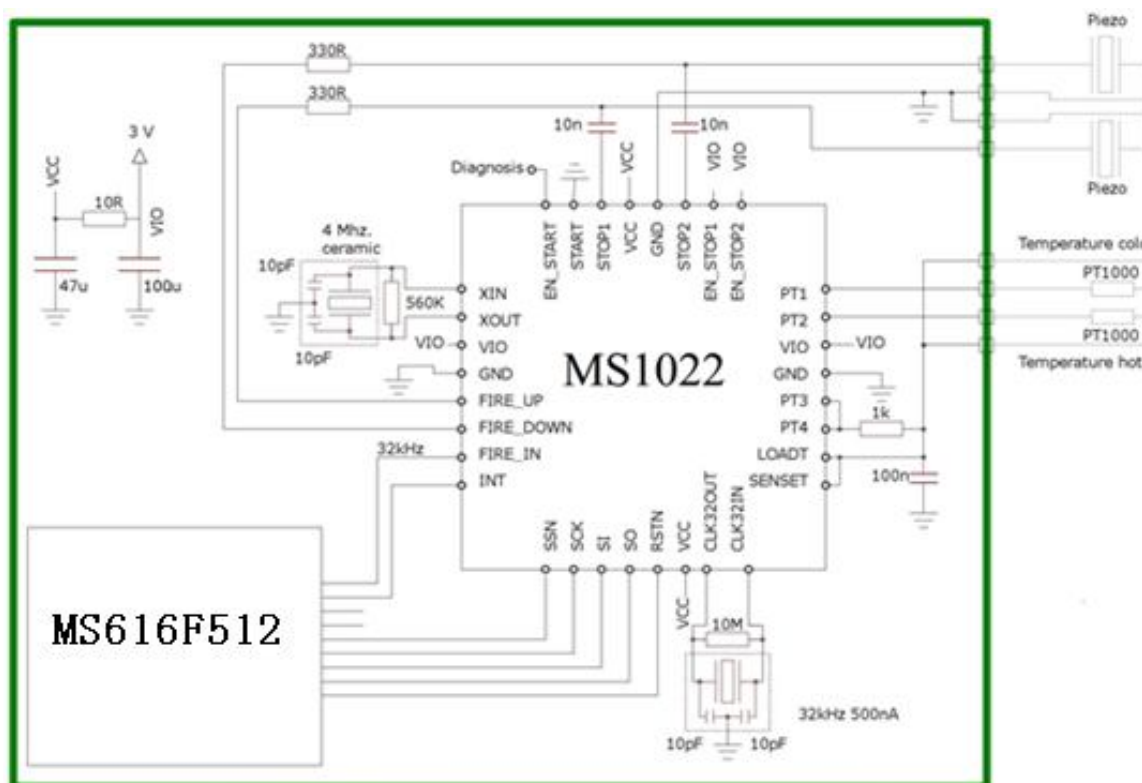 Piezo
330R
330R
10n
10n
3 V
VCC
10R
VIO
47u
100u
Diagnosis
VCC
VIO
VIO
EN_START
START
STOP1
VCC
GND
STOP2
EN_STOP1
EN_STOP2
Piezo
4 Mhz.
ceramic
10pF
560K
10pF
VIO
XIN
XOUT
VIO
GND
FIRE_UP
FIRE_DOWN
FIRE_IN
INT
32kHz
MS1022
PT1
PT2
VIO
GND
PT3
PT4
LOADT
SENSET
VIO
1k
100n
Temperature cold
PT1000
PT1000
Temperature hot
SSN
SCK
SI
SO
RSTN
VCC
CLK32OUT
CLK32IN
VCC
10M
32kHz 500nA
10pF
10pF
MS616F512